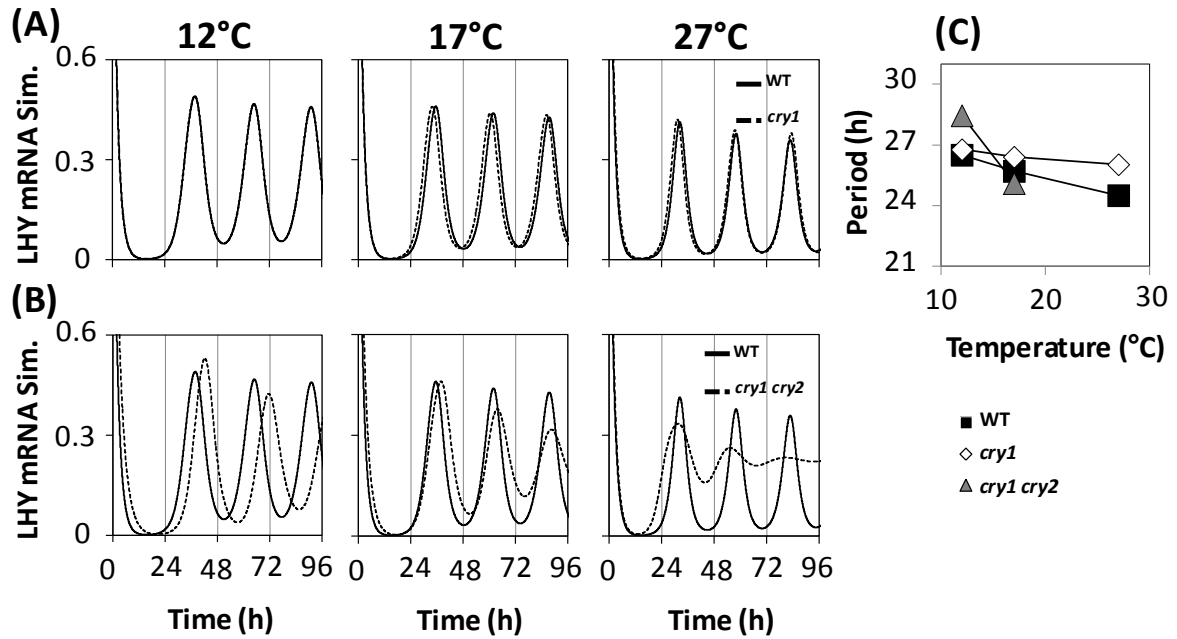 (A)
12°C
17°C
27°C
(C)
LHY mRNA Sim.
0.6
0.3
0
WT
cry1
Period (h)
30
27
24
21
10 20 30
Temperature (°C)
(B)
LHY mRNA Sim.
0.6
0.3
0
WT
cry1 cry2
0 24 48 72 96
0 24 48 72 96
0 24 48 72 96
Time (h)
Time (h)
Time (h)
WT
cry1
cry1 cry2